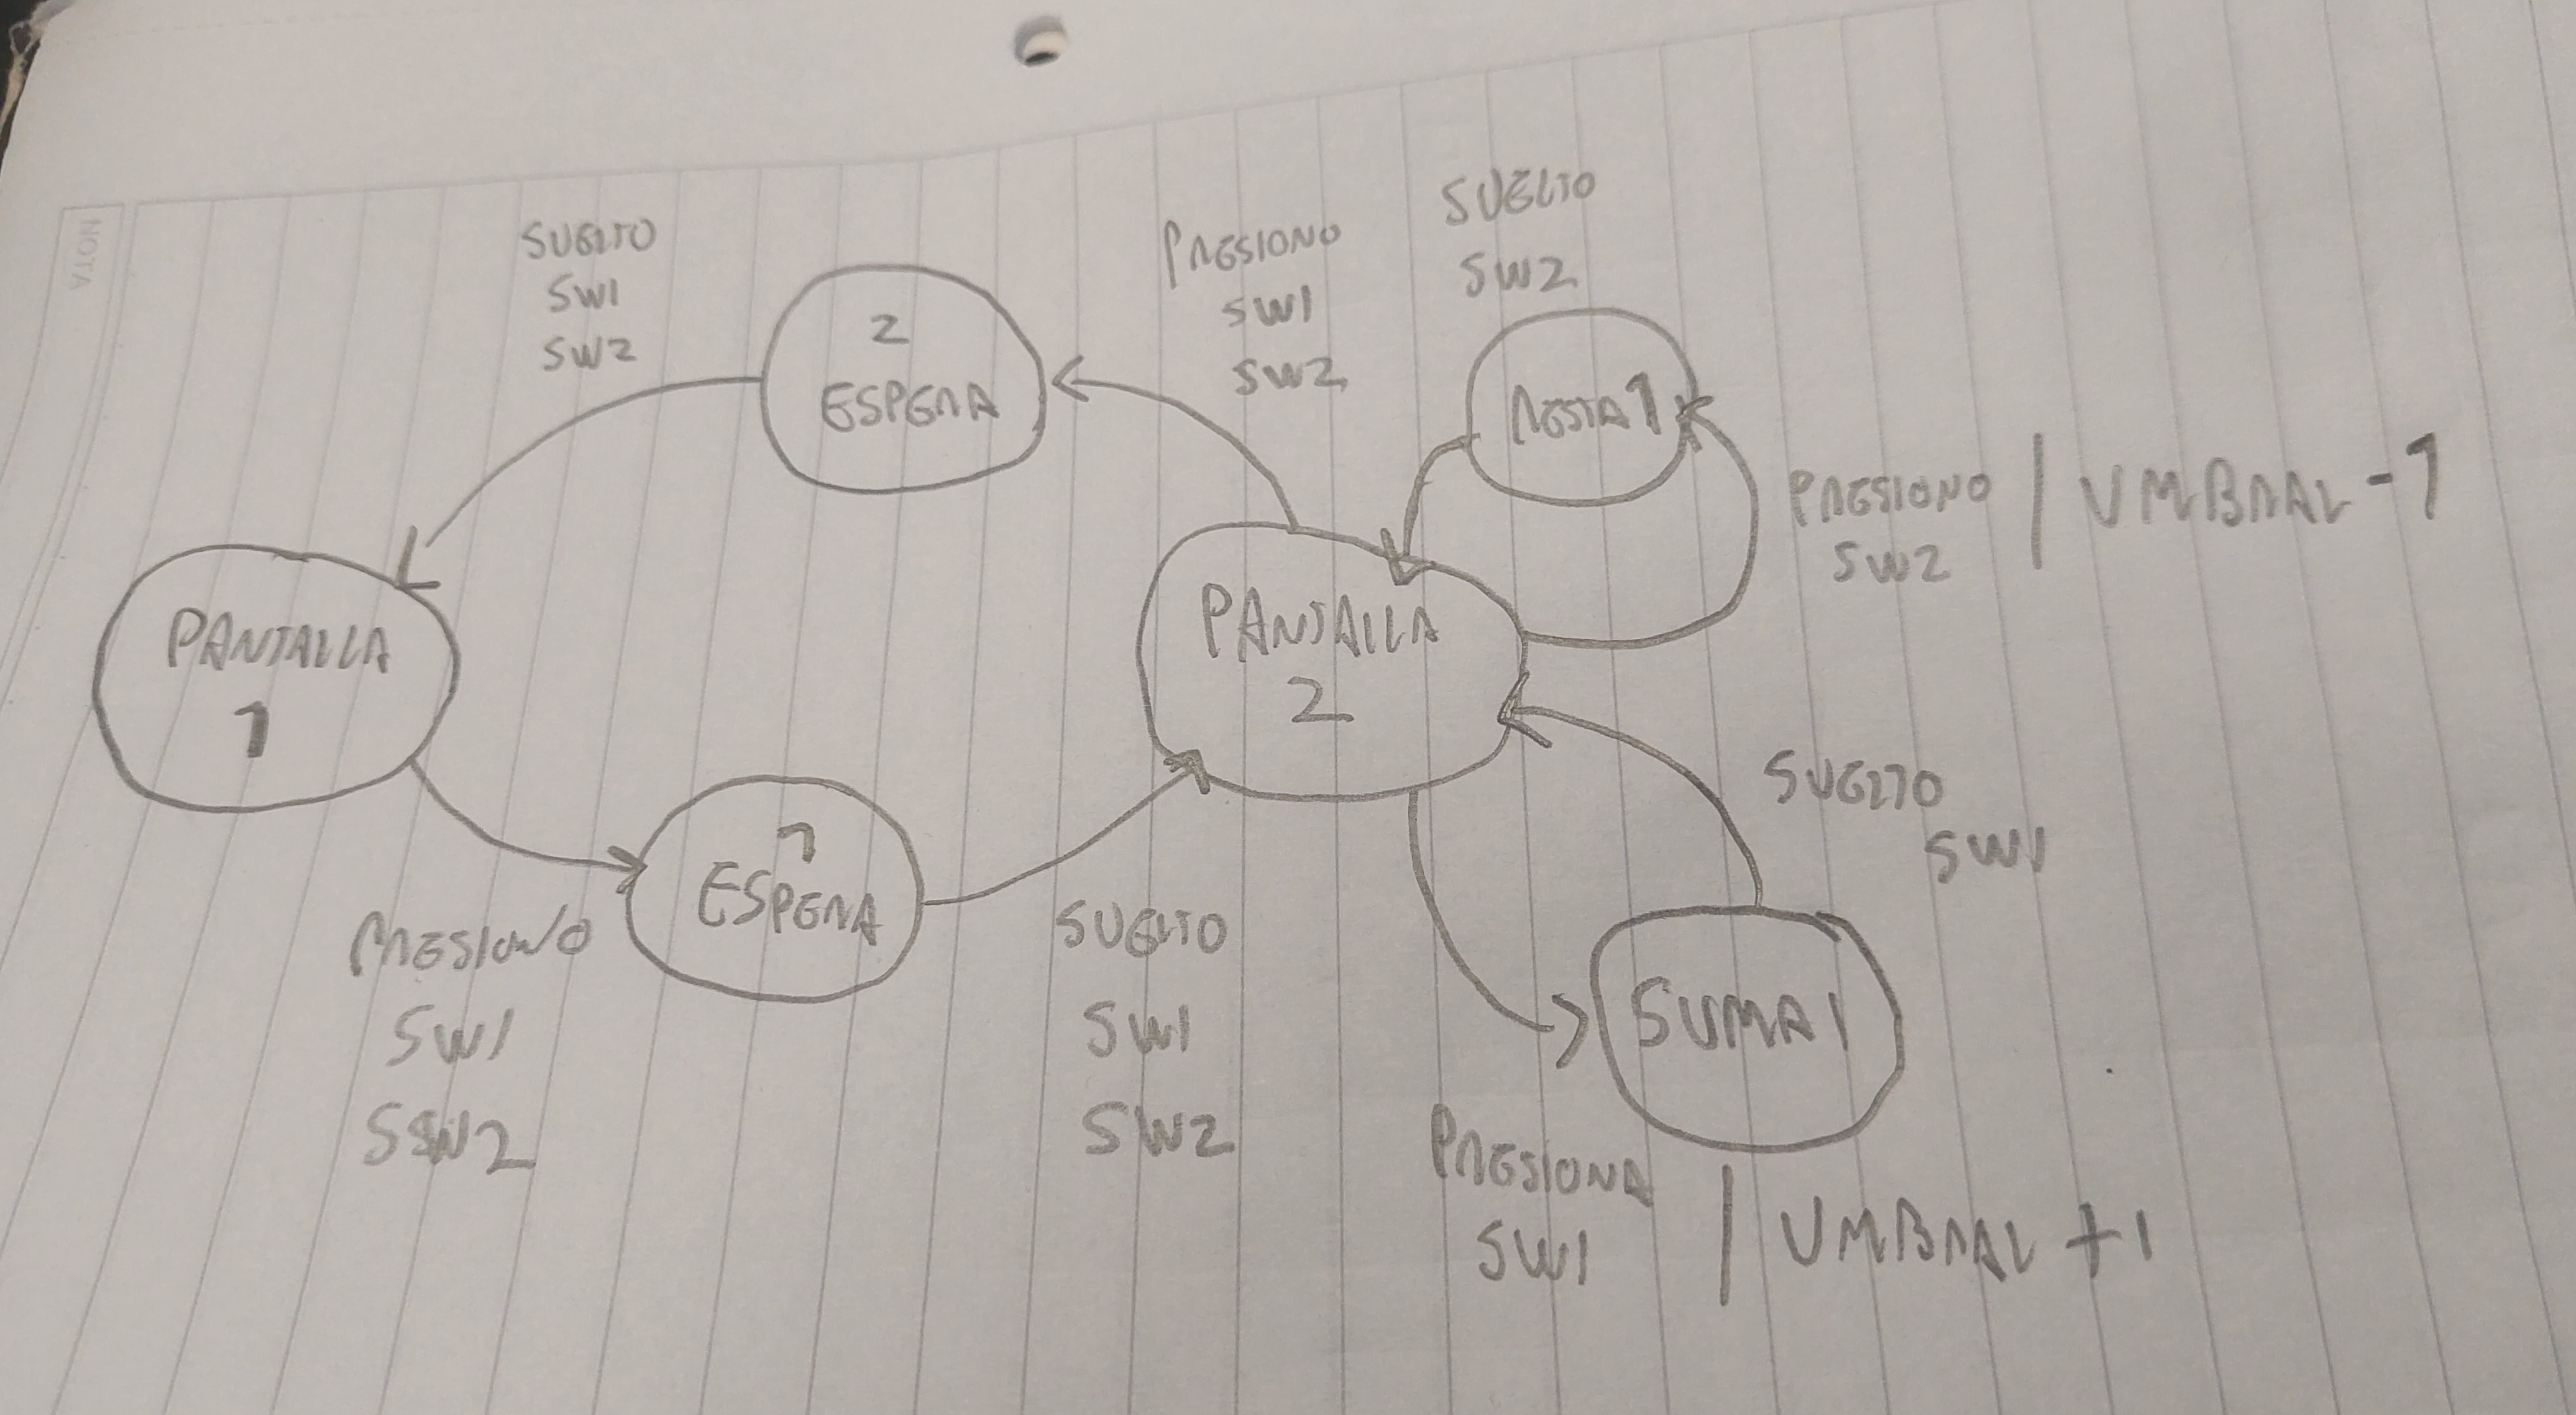 NOTA
SUELTO
SW1
SW2
2
ESPERA
PRESIONO
SW1
SW2
SUELTO
SW2
RESTA 1
PRESIONO
SW2
| UMBRAL -1
PANTALLA
1
PANTALLA
2
1
ESPERA
PRESIONO
SW1
SSW2
SUELTO
SW1
SW2
SUELTO
SW1
SUMA 1
PRESIONA
SW1
| UMBRAL +1